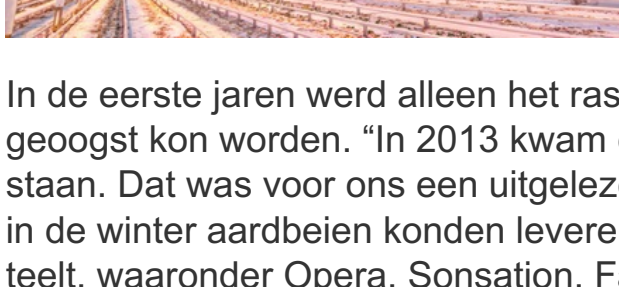 In de eerste jaren werd alleen het ras
geoogst kon worden. “In 2013 kwam
staan. Dat was voor ons een
in de winter aardbeien konden
teelt, waaronder Opera, Sonsation,